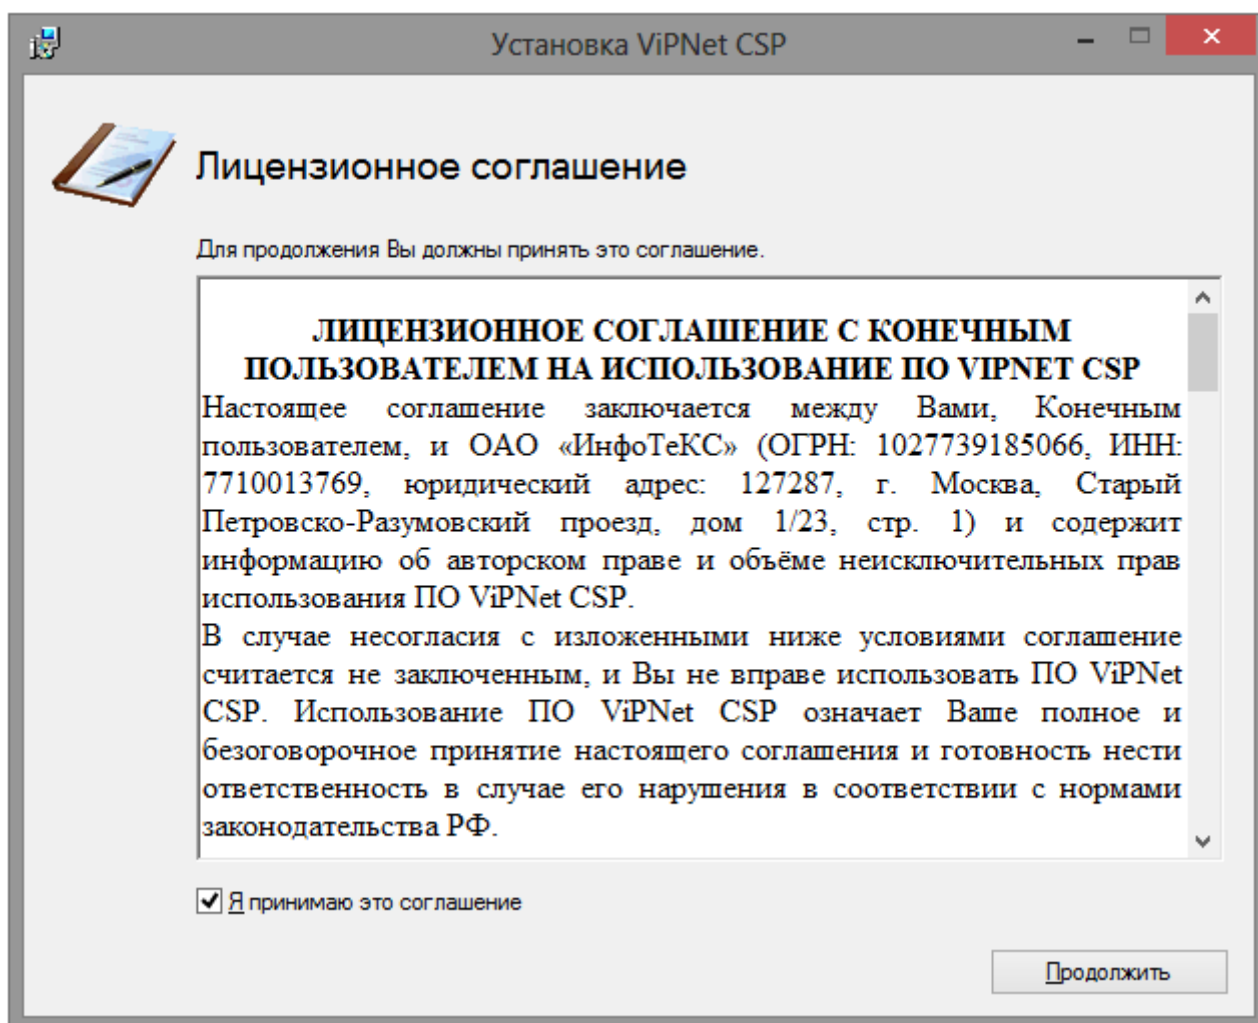 Установка ViPNet CSP
Лицензионное соглашение
Для продолжения Вы должны принять это соглашение.
ЛИЦЕНЗИОННОЕ СОГЛАШЕНИЕ С КОНЕЧНЫМ
ПОЛЬЗОВАТЕЛЕМ НА ИСПОЛЬЗОВАНИЕ ПО VIPNET CSP
Настоящее соглашение заключается между Вами, Конечным
пользователем, и ОАО «ИнфоТеКС» (ОГРН: 1027739185066, ИНН:
7710013769, юридический адрес: 127287, г. Москва, Старый
Петровско-Разумовский проезд, дом 1/23, стр. 1) и содержит
информацию об авторском праве и объёме неисключительных прав
использования ПО ViPNet CSP.
В случае несогласия с изложенными ниже условиями соглашение
считается не заключенным, и Вы не вправе использовать ПО ViPNet
CSP. Использование ПО ViPNet CSP означает Ваше полное и
безоговорочное принятие настоящего соглашения и готовность нести
ответственность в случае его нарушения в соответствии с нормами
законодательства РФ.
Я принимаю это соглашение
Продолжить